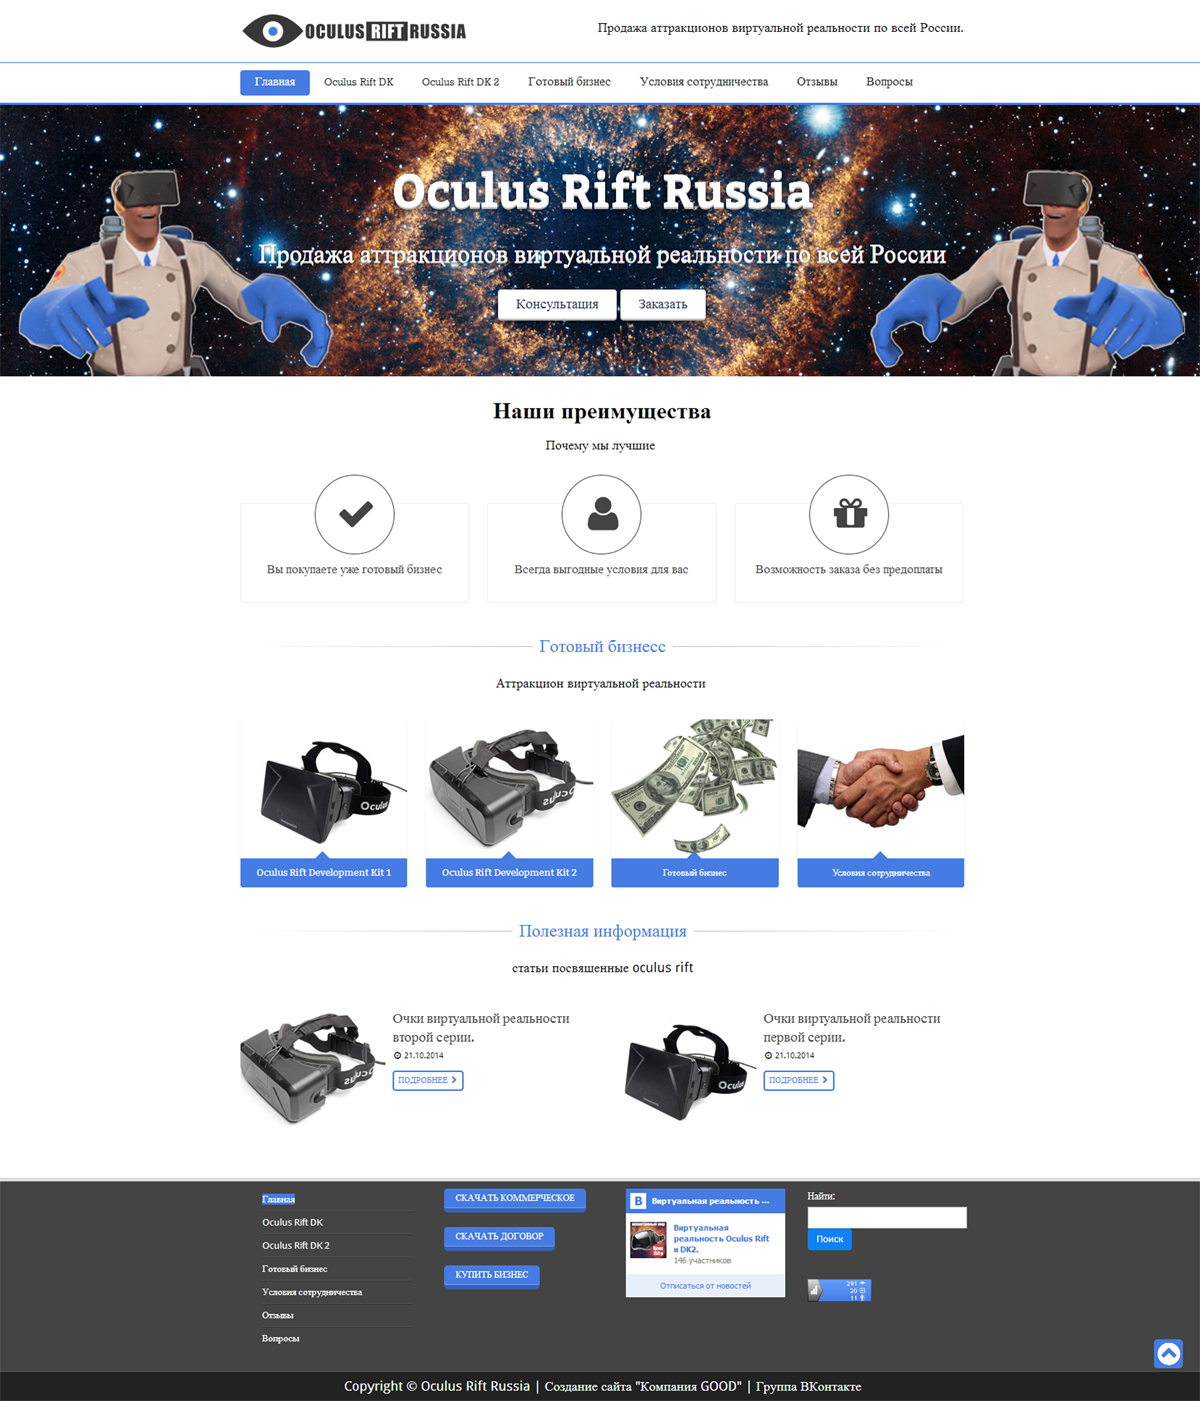 OCULUS RIFT RUSSIA
Продажа аттракционов виртуальной реальности по всей России.
Главная
Oculus Rift DK
Oculus Rift DK 2
Готовый бизнес
Условия сотрудничества
Отзывы
Вопросы
Oculus Rift Russia
Продажа аттракционов виртуальной реальности по всей России
Консультация
Заказать
Наши преимущества
Почему мы лучшие
Вы покупаете уже готовый бизнес
Всегда выгодные условия для вас
Возможность заказа без предоплаты
Готовый бизнесс
Аттракцион виртуальной реальности
Oculus Rift Development Kit 1
Oculus Rift Development Kit 2
Готовый бизнес
Условия сотрудничества
Полезная информация
статьи посвященные oculus rift
Очки виртуальной реальности
второй серии.
21.10.2014
ПОДРОБНЕЕ
Очки виртуальной реальности
первой серии.
21.10.2014
ПОДРОБНЕЕ
Главная
Oculus Rift DK
Oculus Rift DK 2
Готовый бизнес
Условия сотрудничества
Отзывы
Вопросы
СКАЧАТЬ КОММЕРЧЕСКОЕ
СКАЧАТЬ ДОГОВОР
КУПИТЬ БИЗНЕС
B Виртуальная реальность ...
Виртуальная
реальность Oculus Rift
и DK2.
146 участников
Отписаться от новостей
Найти:
Поиск
291
20
11
Copyright © Oculus Rift Russia | Создание сайта "Компания GOOD" | Группа ВКонтакте